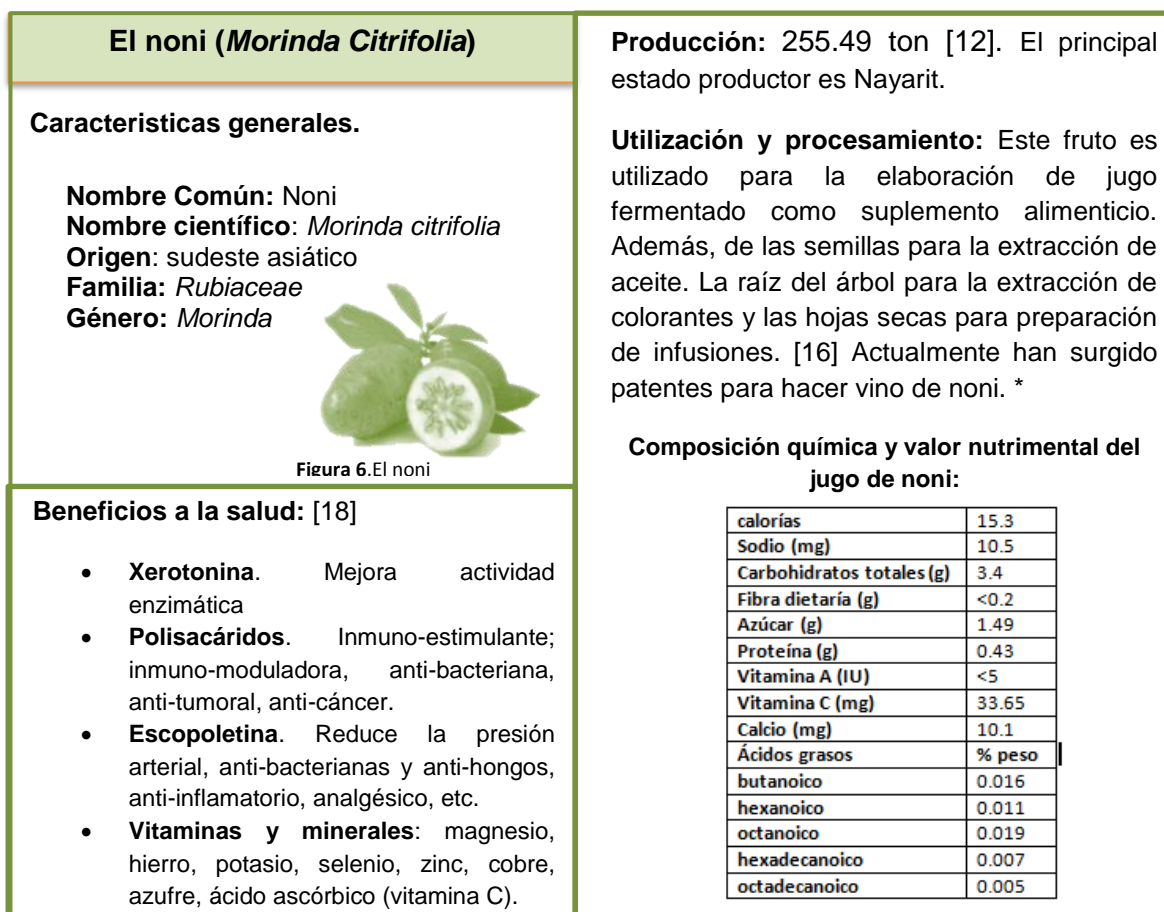 El noni (Morinda Citrifolia)
Caracteristicas generales.
Nombre Común: Noni
Nombre científico: Morinda citrifolia
Origen: sudeste asiático
Familia: Rubiaceae
Género: Morinda
Figura 6.El noni
Beneficios a la salud: [18]
• Xerotonina. Mejora actividad
enzimática
• Polisacáridos. Inmuno-estimulante;
inmuno-moduladora, anti-bacteriana,
anti-tumoral, anti-cáncer.
• Escopoletina. Reduce la presión
arterial, anti-bacterianas y anti-hongos,
anti-inflamatorio, analgésico, etc.
• Vitaminas y minerales: magnesio,
hierro, potasio, selenio, zinc, cobre,
azufre, ácido ascórbico (vitamina C).
Producción: 255.49 ton [12]. El principal
estado productor es Nayarit.
Utilización y procesamiento: Este fruto es
utilizado para la elaboración de jugo
fermentado como suplemento alimenticio.
Además, de las semillas para la extracción de
aceite. La raíz del árbol para la extracción de
colorantes y las hojas secas para preparación
de infusiones. [16] Actualmente han surgido
patentes para hacer vino de noni. *
Composición química y valor nutrimental del
jugo de noni:
calorías 15.3
Sodio (mg) 10.5
Carbohidratos totales (g) 3.4
Fibra dietaría (g) <0.2
Azúcar (g) 1.49
Proteína (g) 0.43
Vitamina A (IU) <5
Vitamina C (mg) 33.65
Calcio (mg) 10.1
Ácidos grasos % peso
butanoico 0.016
hexanoico 0.011
octanoico 0.019
hexadecanoico 0.007
octadecanoico 0.005